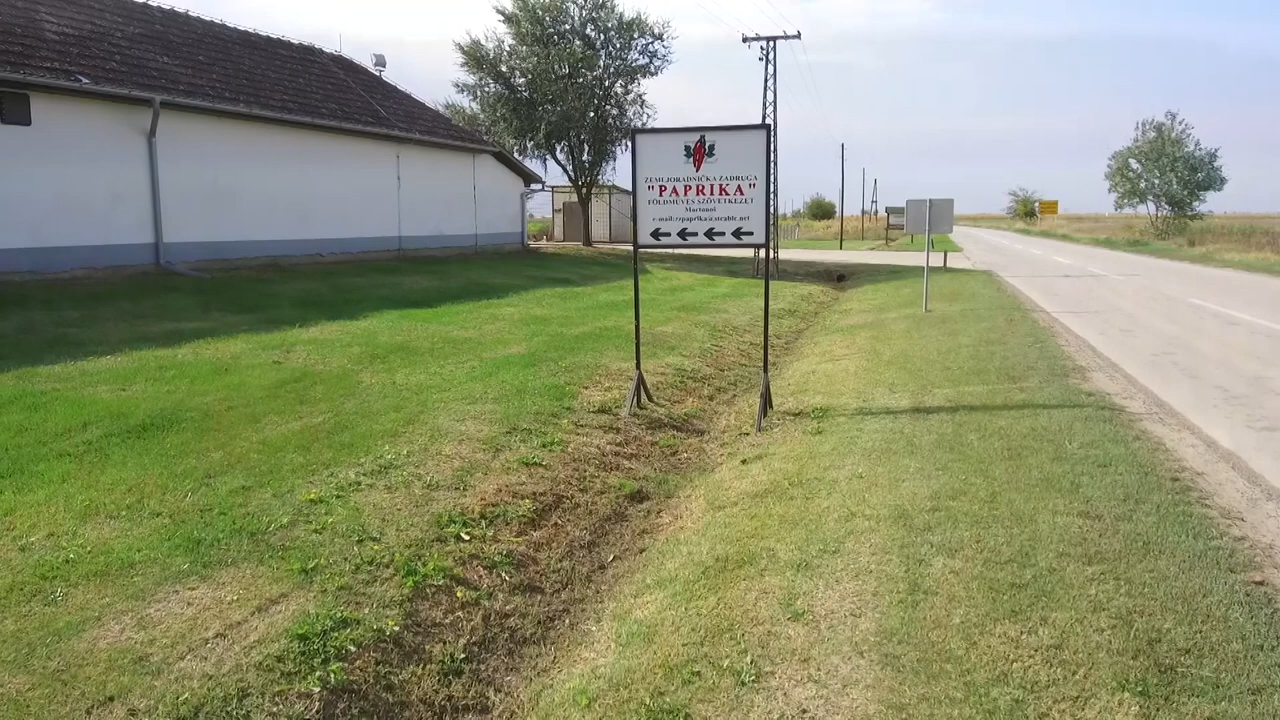 ZEMLJORADNIČKA ZADRUGA
"PAPRIKA"
FÖLDMŰVES SZÖVETKEZET
Martonoš
e-mail:zzpaprika@stcable.net